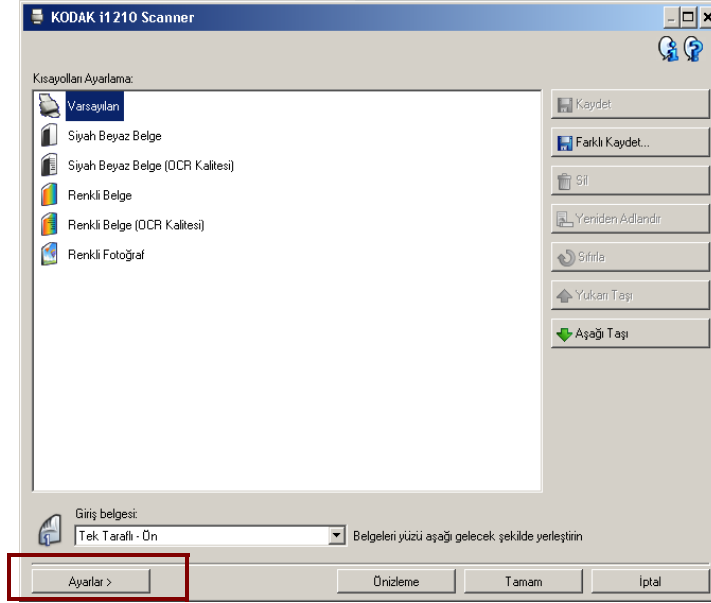 KODAK i1210 Scanner
Kısayolları Ayarlama:
Varsayılan
Siyah Beyaz Belge
Siyah Beyaz Belge (OCR Kalitesi)
Renkli Belge
Renkli Belge (OCR Kalitesi)
Renkli Fotoğraf
Kaydet
Farklı Kaydet...
Sil
Yeniden Adlandır
Sıfırla
Yukarı Taşı
Aşağı Taşı
Giriş belgesi:
Tek Taraflı - Ön
Belgeleri yüzü aşağı gelecek şekilde yerleştirin
Ayarlar >
Önizleme
Tamam
İptal